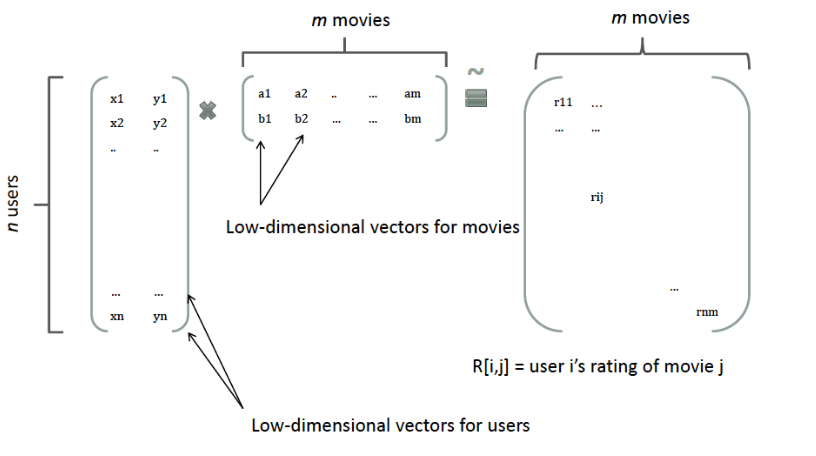 m movies
m movies
n users
x1 y1
x2 y2
.. ..
... ...
xn yn
a1 a2 .. ... am
b1 b2 ... ... bm
~
r11 ...
... ...
rij
...
rnm
Low-dimensional vectors for movies
R[i,j] = user i's rating of movie j
Low-dimensional vectors for users